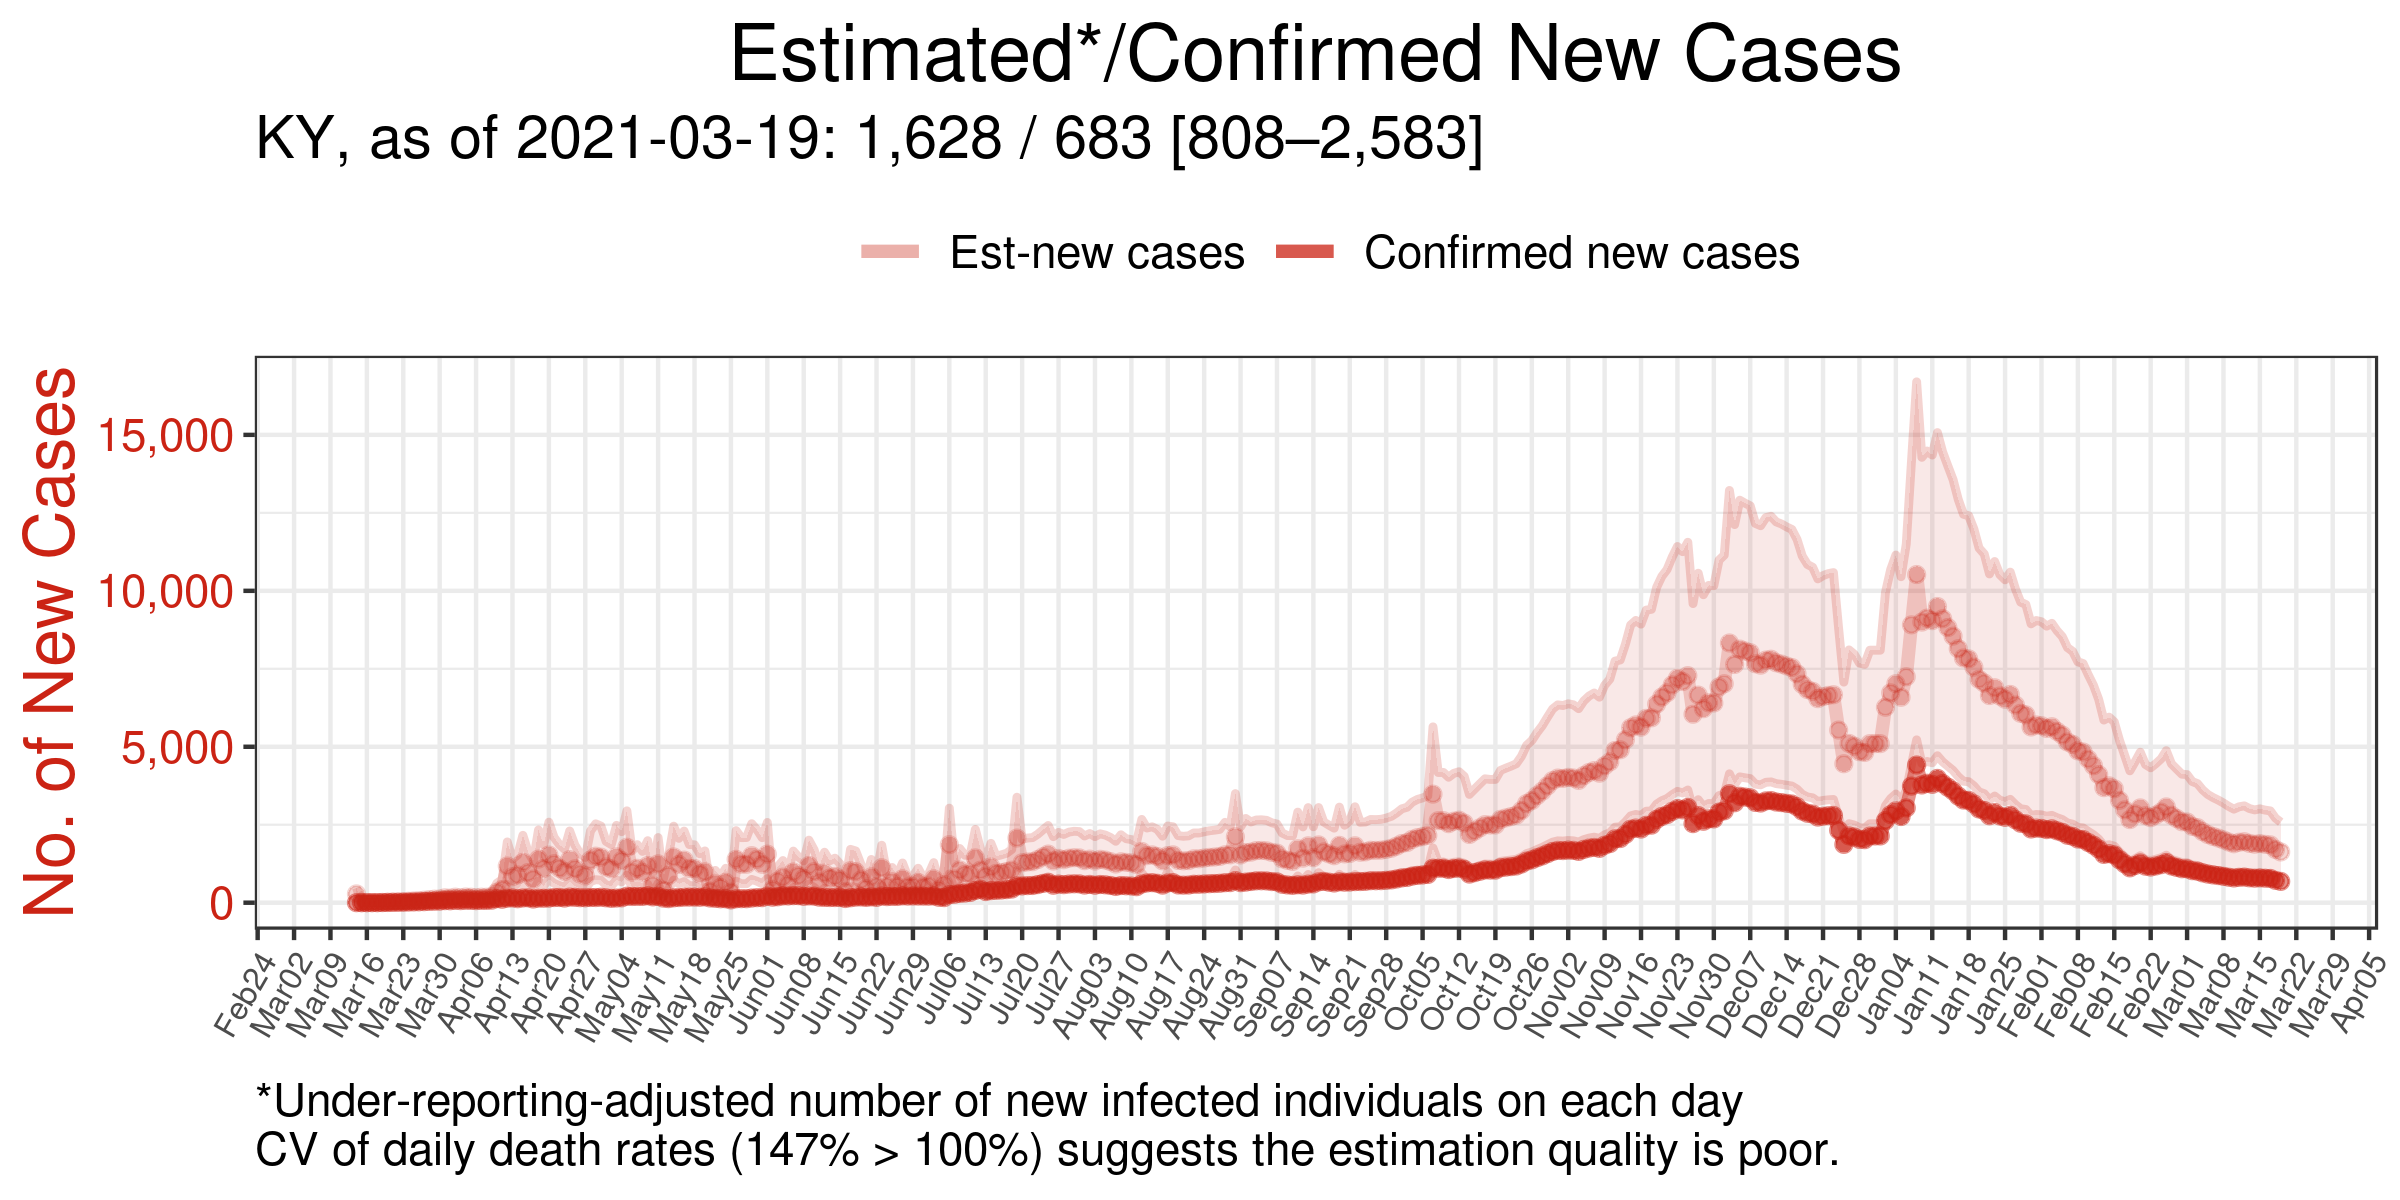 Estimated*/Confirmed New Cases
KY, as of 2021-03-19: 1,628 / 683 [808–2,583]
Est-new cases Confirmed new cases
No. of New Cases
15,000
10,000
5,000
0
Feb24 Mar02 Mar09 Mar16 Mar23 Mar30 Apr06 Apr13 Apr20 Apr27 May04 May11 May18 May25 Jun01 Jun08 Jun15 Jun22 Jun29 Jul06 Jul13 Jul20 Jul27 Aug03 Aug10 Aug17 Aug24 Aug31 Sep07 Sep14 Sep21 Sep28 Oct05 Oct12 Oct19 Oct26 Nov02 Nov09 Nov16 Nov23 Nov30 Dec07 Dec14 Dec21 Dec28 Jan04 Jan11 Jan18 Jan25 Feb01 Feb08 Feb15 Feb22 Mar01 Mar08 Mar15 Mar22 Mar29 Apr05
*Under-reporting-adjusted number of new infected individuals on each day
CV of daily death rates (147% > 100%) suggests the estimation quality is poor.